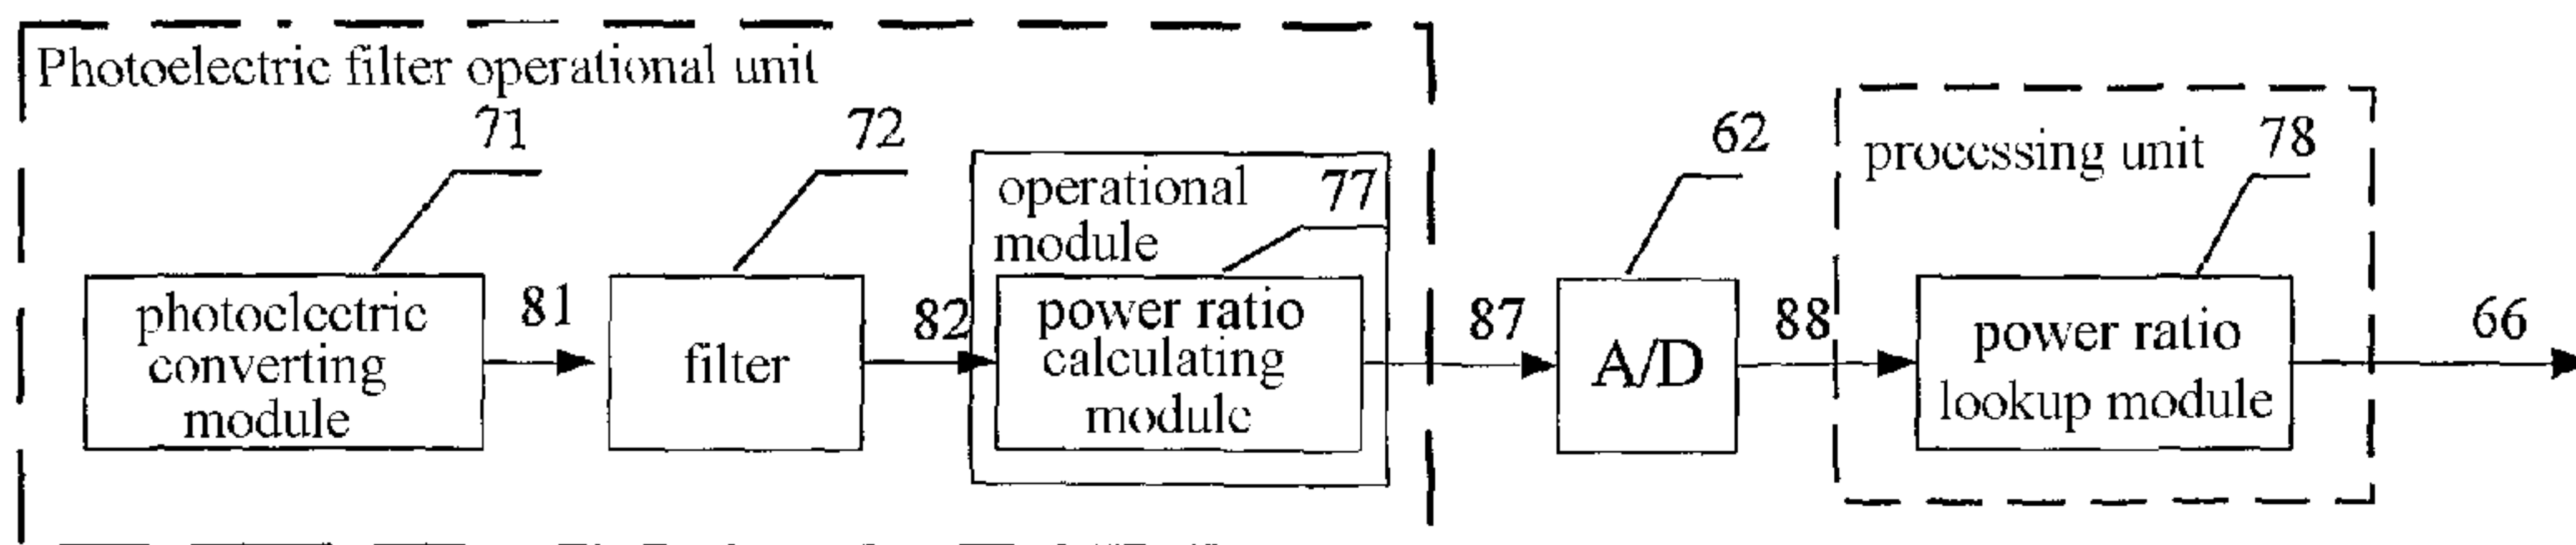 Photoelectric filter operational unit
71
72
62
processing unit
78
operational
module
77
photoelectric
converting
module
81
filter
82
power ratio
calculating
module
87
A/D
88
power ratio
lookup module
66